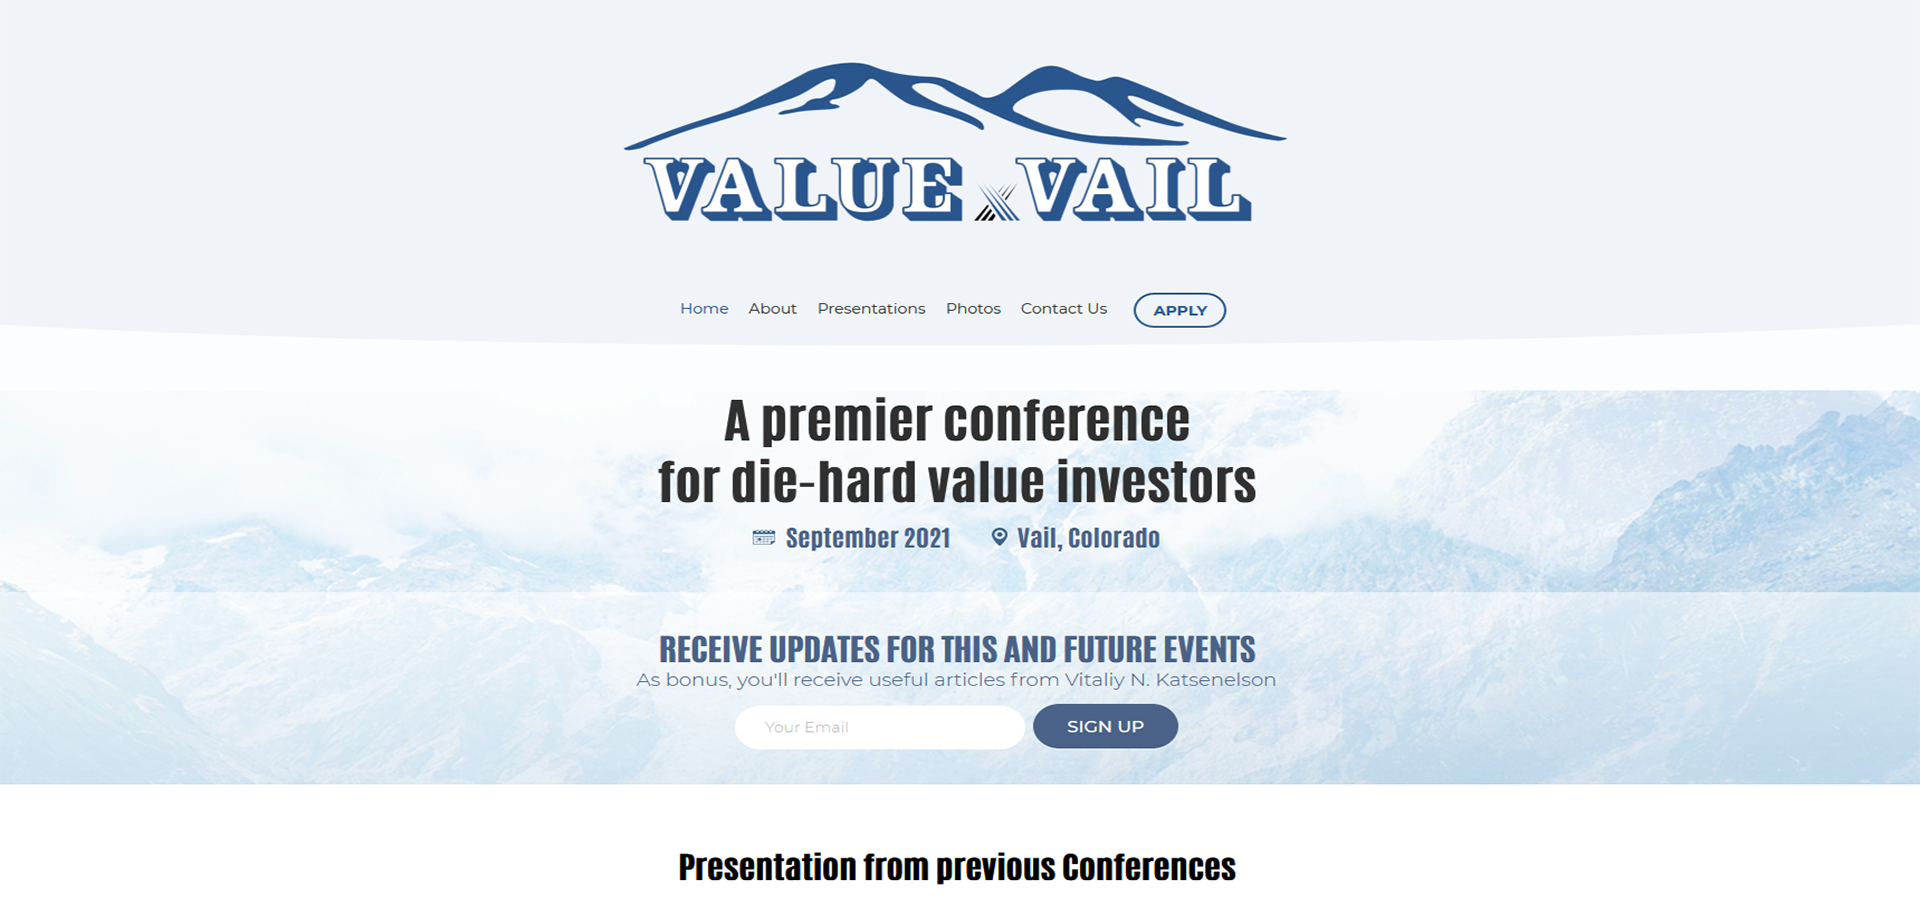 VALUE X VAIL
Home About Presentations Photos Contact Us APPLY
A premier conference
for die-hard value investors
September 2021 Vail, Colorado
RECEIVE UPDATES FOR THIS AND FUTURE EVENTS
As bonus, you'll receive useful articles from Vitaliy N. Katsenelson
Your Email SIGN UP
Presentation from previous Conferences